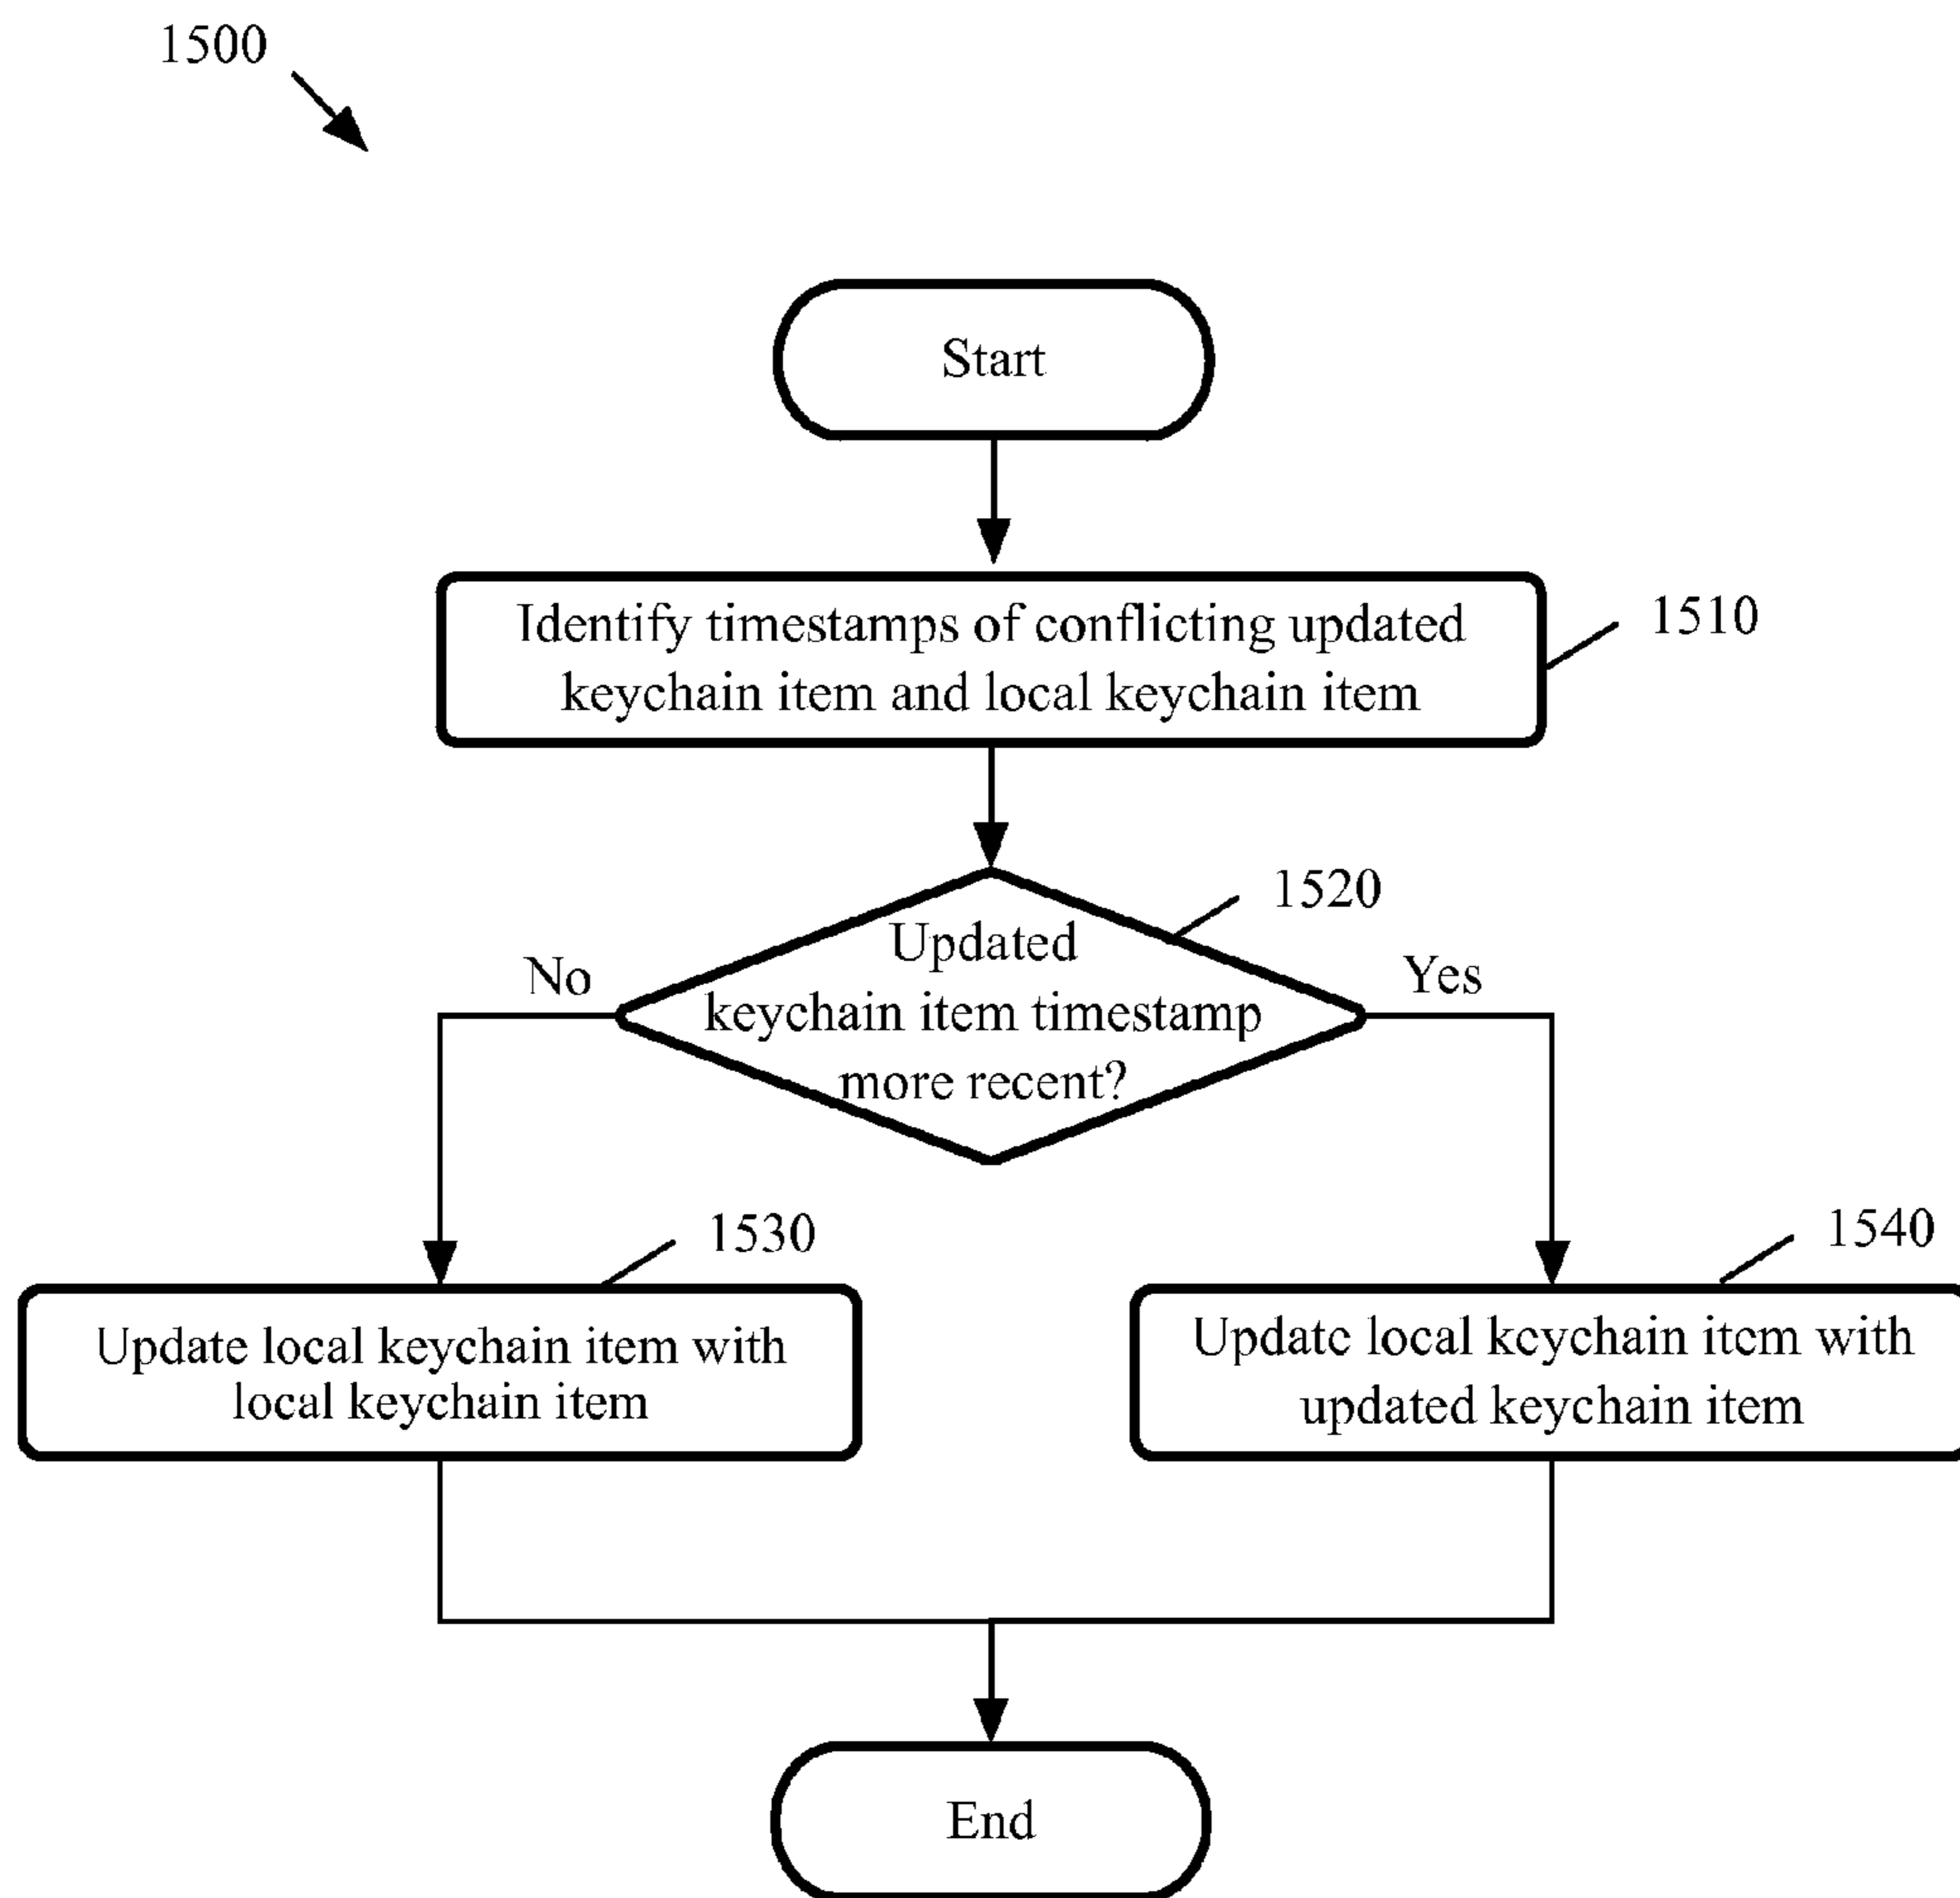 1500
Start
Identify timestamps of conflicting updated
keychain item and local keychain item
1510
1520
Updated
keychain item timestamp
more recent?
No
Yes
1530
Update local keychain item with
local keychain item
1540
Update local keychain item with
updated keychain item
End